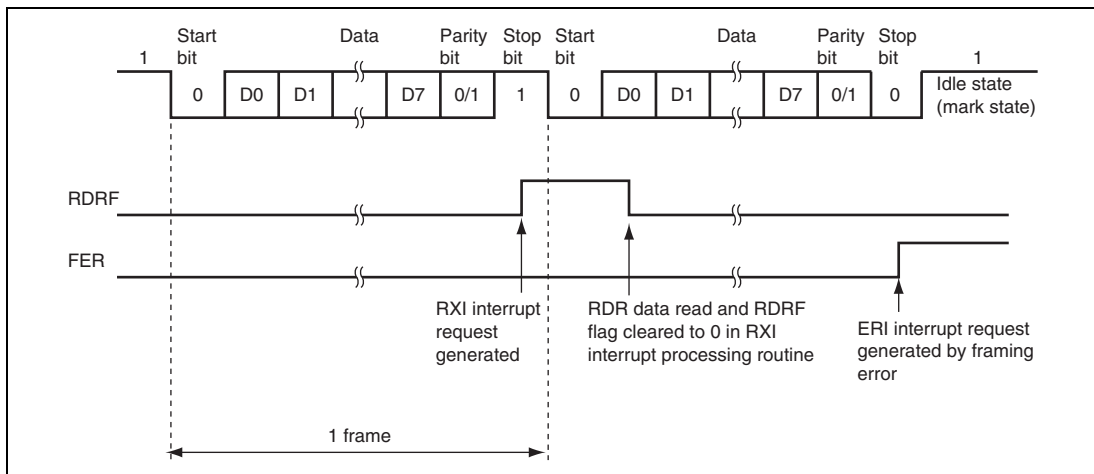 Start bit Data Parity bit Stop bit Start bit Data Parity bit Stop bit
1 1
0 D0 D1 D7 0/1 1 0 D0 D1 D7 0/1 0 Idle state (mark state)
RDRF
FER
RXI interrupt
request
generated
RDR data read and RDRF
flag cleared to 0 in RXI
interrupt processing routine
ERI interrupt request
generated by framing
error
1 frame